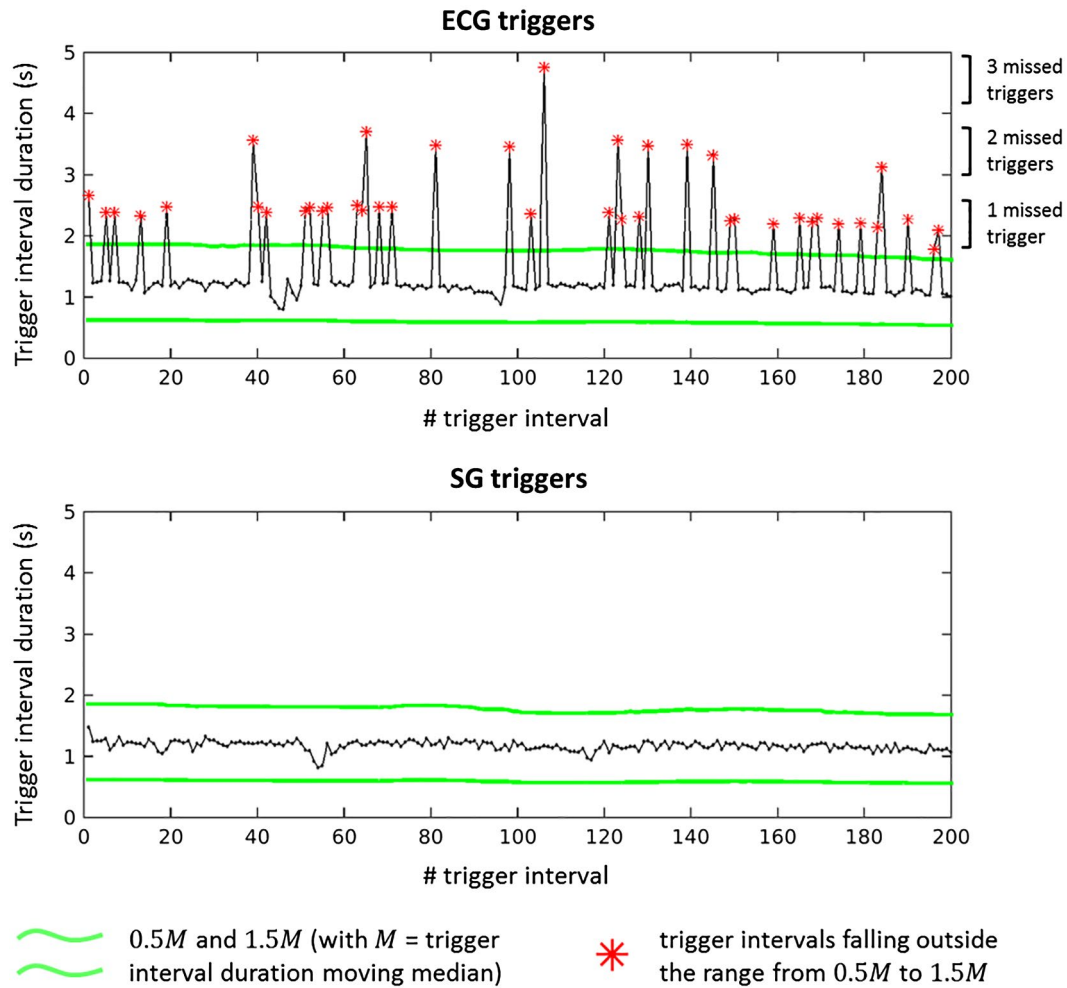 ECG triggers
Trigger interval duration (s)
5
4
3
2
1
0
0 20 40 60 80 100 120 140 160 180 200
# trigger interval
3 missed
triggers
2 missed
triggers
1 missed
trigger
SG triggers
Trigger interval duration (s)
5
4
3
2
1
0
0 20 40 60 80 100 120 140 160 180 200
# trigger interval
0.5M and 1.5M (with M = trigger
interval duration moving median)
trigger intervals falling outside
the range from 0.5M to 1.5M